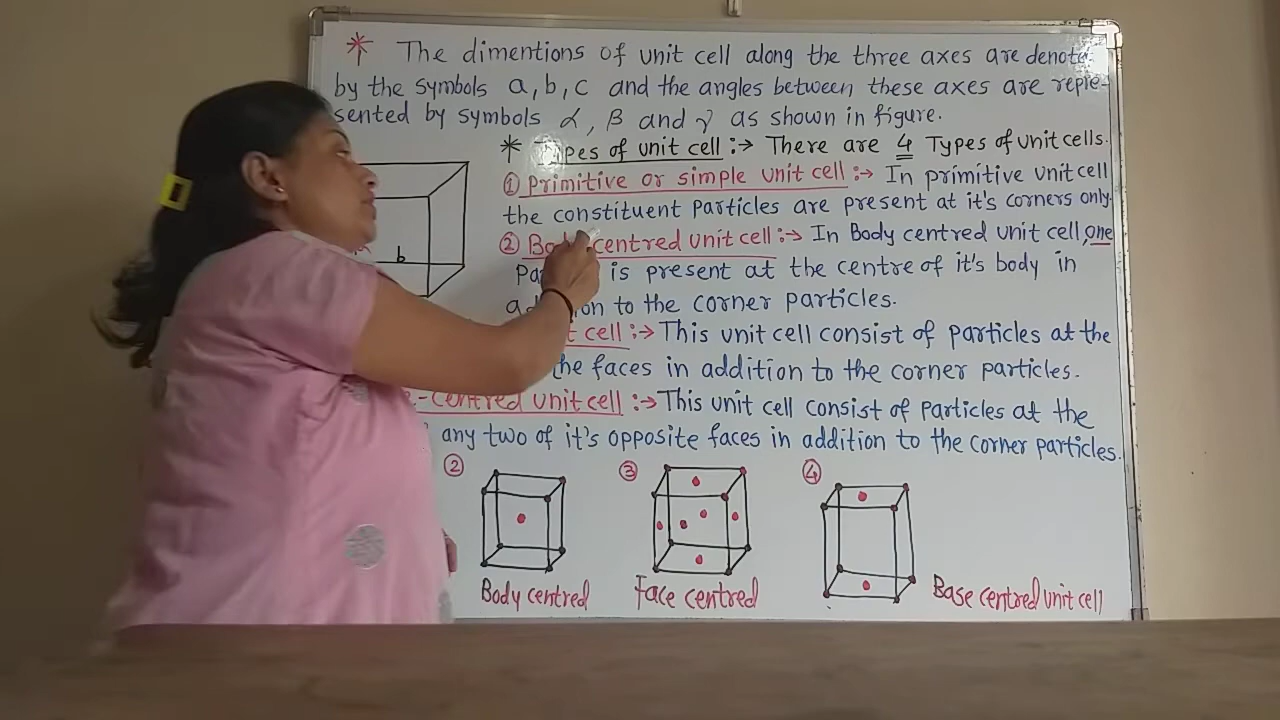 * The dimentions of unit cell along the three axes are
by the symbols a, b, c and the angles between these axes are repre-
sented by symbols α, β and γ as shown in figure.
* Types of unit cell :→ There are 4 Types of unit cells.
① Primitive or simple unit cell :→ In primitive unit cell
the constituent particles are present at it's corners only.
② centred unit cell :→ In Body centred unit cell, one
is present at the centre of it's body in
to the corner particles.
cell :→ This unit cell consist of particles at the
the faces in addition to the corner particles.
-centred unit cell :→ This unit cell consist of particles at the
any two of it's opposite faces in addition to the corner particles.
b
② ③ ④
Body centred Face centred Base centred unit cell